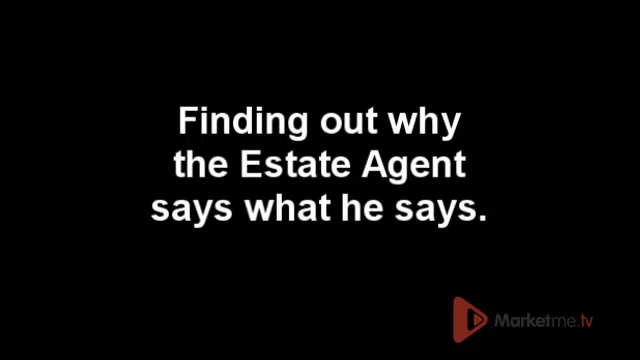 Finding out why
the Estate Agent
says what he says.
Marketme.tv